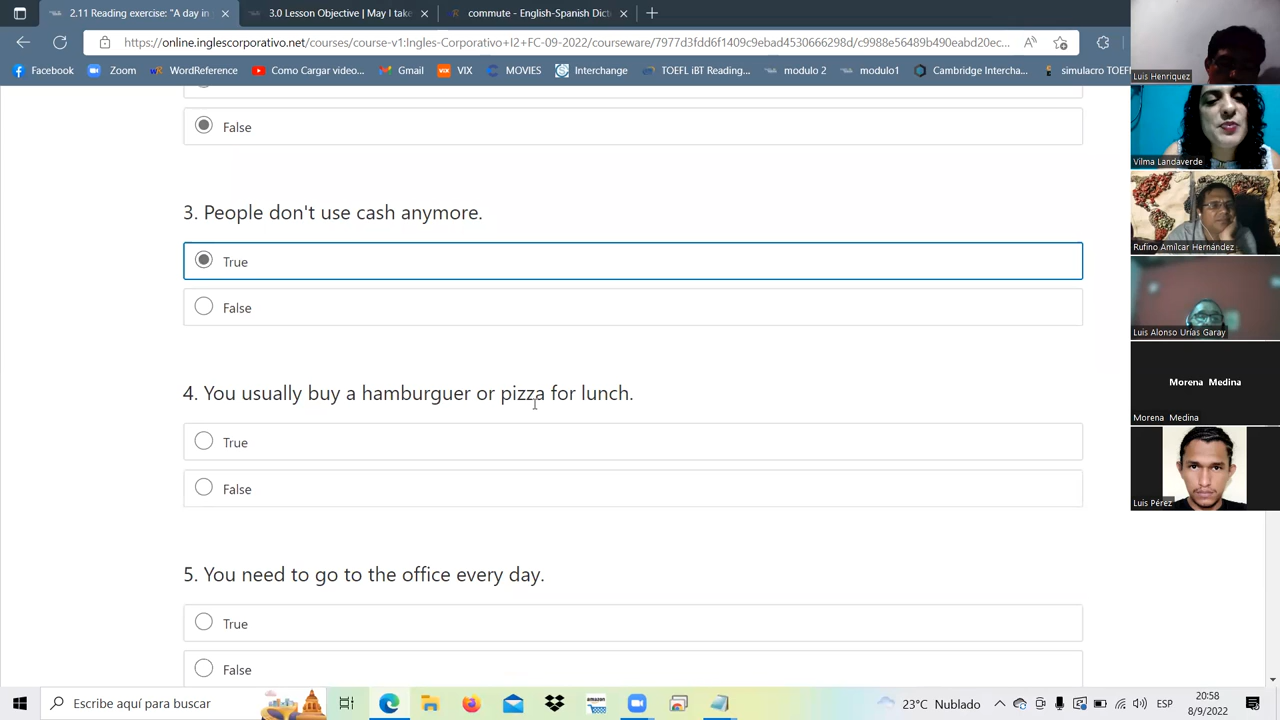 2.11 Reading exercise: "A day in
3.0 Lesson Objective | May I take
commute - English-Spanish Dict
https://online.inglescorporativo.net/courses/course-v1:Ingles-Corporativo+I2+FC-09-2022/courseware/7977d3fdd6f1409c9ebad4530666298d/c9988e56489b490eabd20ec...
Facebook
Zoom
WordReference
Como Cargar video...
Gmail
VIX
MOVIES
Interchange
TOEFL iBT Reading...
modulo 2
modulo1
Cambridge Intercha...
simulacro TOEFL
Luis Henriquez
False
Vilma Landaverde
3. People don't use cash anymore.
Rufino Amílcar Hernández
True
False
Luis Alonso Urías Garay
4. You usually buy a hamburguer or pizza for lunch.
Morena Medina
Morena Medina
True
False
Luis Pérez
5. You need to go to the office every day.
True
False
Escribe aquí para buscar
23°C Nublado
ESP
20:58
8/9/2022